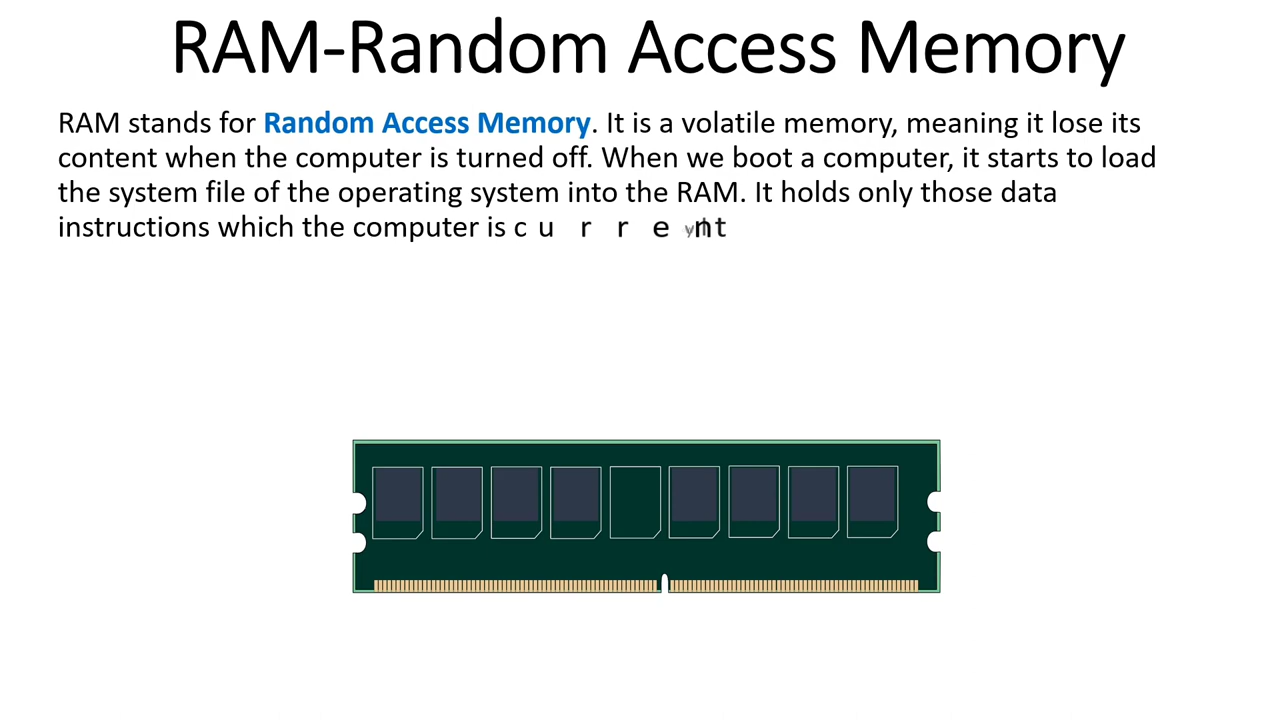 RAM-Random Access Memory
RAM stands for Random Access Memory. It is a volatile memory, meaning it lose its
content when the computer is turned off. When we boot a computer, it starts to load
the system file of the operating system into the RAM. It holds only those data
instructions which the computer is current